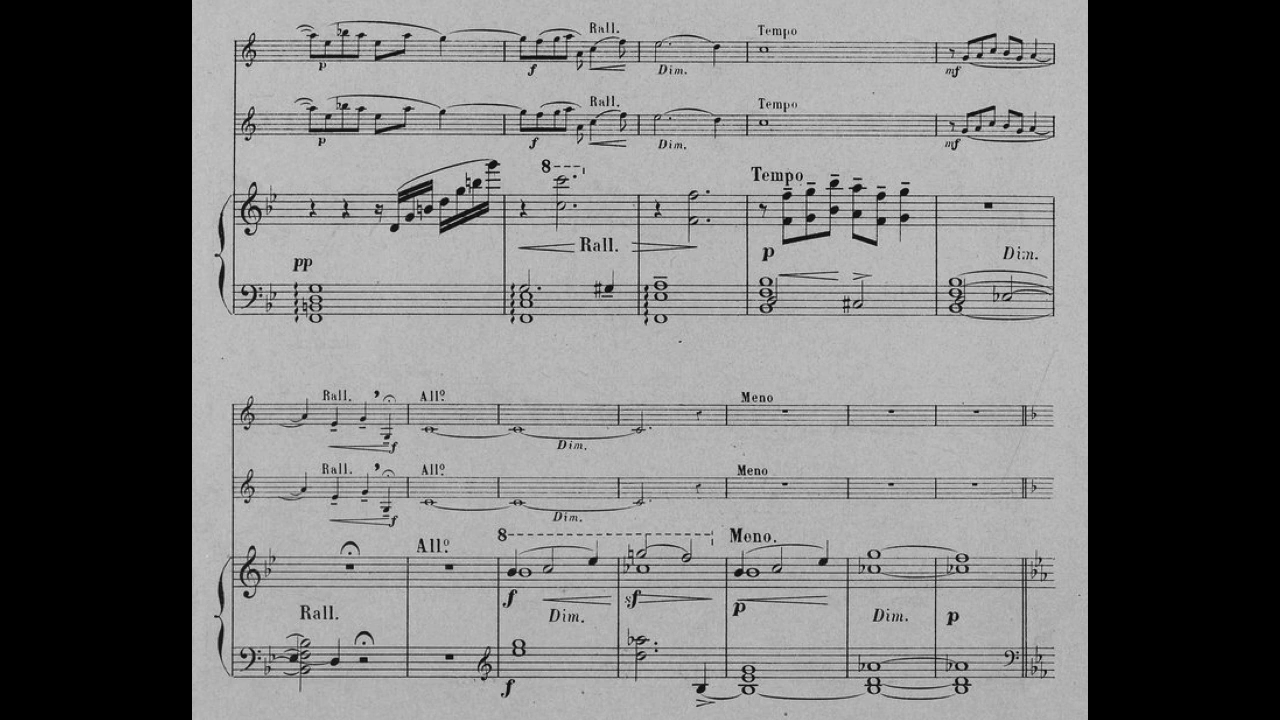 Rall.
p f Dim. Tempo mf
Rall. Tempo
p f Dim. mf
8 Tempo
Rall. p Dim.
pp
Rall. All.º Meno
f Dim.
Rall. All.º Meno
f Dim.
8 Meno.
All.º
Rall. f Dim. sf p Dim. p
f